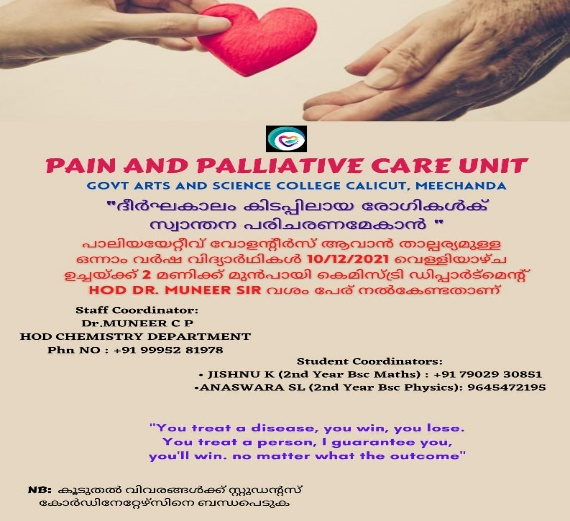 PAIN AND PALLIATIVE CARE UNIT
GOVT ARTS AND SCIENCE COLLEGE CALICUT, MEECHANDA
"ദീർഘകാലം കിടപ്പിലായ രോഗികൾക്ക്
സ്വാന്തന പരിചരണമേകാൻ "
പാലിയയേറ്റീവ് വോളന്റീർസ് ആവാൻ താല്പര്യമുള്ള
ഒന്നാം വർഷ വിദ്യാർഥികൾ 10/12/2021 വെള്ളിയാഴ്ച
ഉച്ചയ്ക്ക് 2 മണിക്ക് മുൻപായി കെമിസ്ട്രി ഡിപ്പാർട്മെന്റ്
HOD DR. MUNEER SIR വശം പേര് നൽകേണ്ടതാണ്
Staff Coordinator:
Dr.MUNEER C P
HOD CHEMISTRY DEPARTMENT
Phn NO : +91 99952 81978
Student Coordinators:
• JISHNU K (2nd Year Bsc Maths) : +91 79029 30851
•ANASWARA SL (2nd Year Bsc Physics): 9645472195
"You treat a disease, you win, you lose.
You treat a person, I guarantee you,
you'll win. no matter what the outcome"
NB: കൂടുതൽ വിവരങ്ങൾക്ക് സ്റ്റുഡന്റസ്
കോർഡിനേറ്റേഴ്സിനെ ബന്ധപെടുക